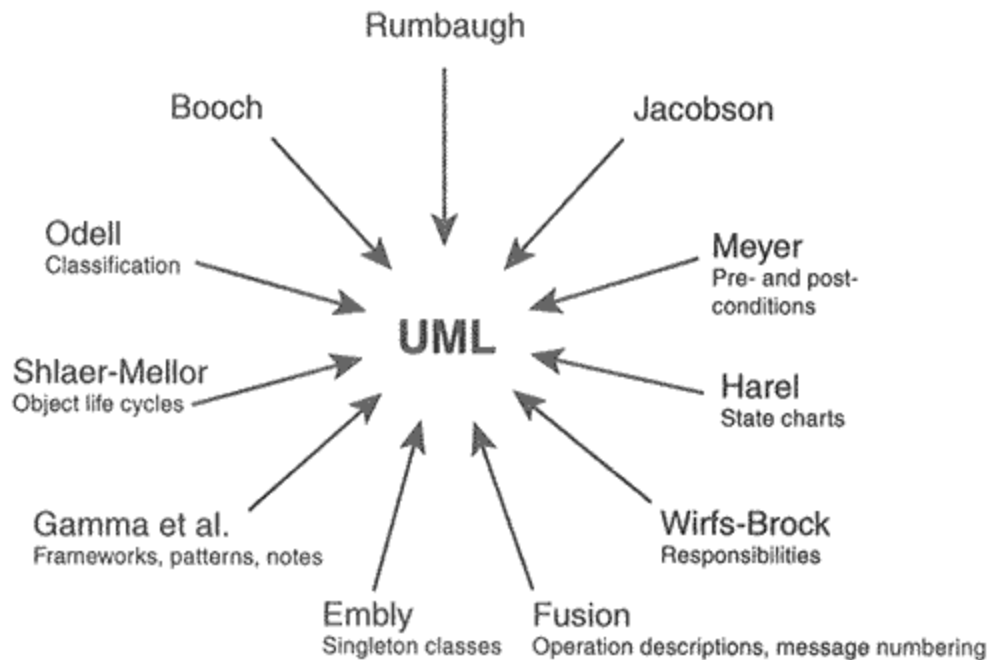 Rumbaugh
Booch
Jacobson
Odell
Classification
Meyer
Pre- and post-
conditions
UML
Shlaer-Mellor
Object life cycles
Harel
State charts
Gamma et al.
Frameworks, patterns, notes
Wirfs-Brock
Responsibilities
Embly
Singleton classes
Fusion
Operation descriptions, message numbering